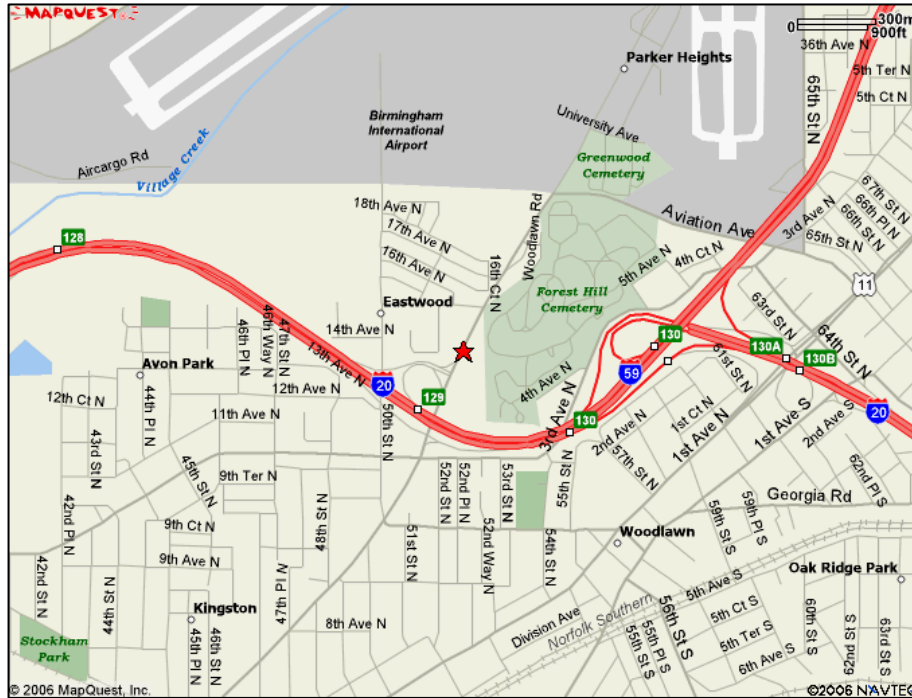 MAPQUEST
0 300m
900ft
36th Ave N
Parker Heights
5th Ter N
5th Ct N
65th St N
Birmingham
International
Airport
University Ave
Aircargo Rd
Village Creek
Greenwood
Cemetery
67th St N
66th Pl N
66th St N
65th St N
3rd Ave N
Aviation Ave
18th Ave N
17th Ave N
16th Ave N
Woodlawn Rd
16th Ct N
128
5th Ave N
4th Ct N
11
Forest Hill
Cemetery
Eastwood
63rd St N
64th St N
14th Ave N
46th Pl N
46th Way N
47th St N
13th Ave N
130
130A
130B
Avon Park
12th Ave N
20
59
61st St N
20
129
4th Ave N
3rd Ave N
130
12th Ct N
44th Pl N
11th Ave N
50th St N
2nd Ave N
1st Ct N
1st Ave N
1st Ave S
2nd Ave S
43rd St N
45th St N
9th Ter N
52nd St N
52nd Pl N
53rd St N
55th St N
57th St N
62nd Pl S
Georgia Rd
42nd Pl N
48th St N
9th Ct N
51st St N
52nd Way N
54th St N
59th St S
59th Pl S
Woodlawn
9th Ave N
42nd St N
44th St N
47th Pl N
Oak Ridge Park
5th Ave S
Kingston
Division Ave
Norfolk Southern
56th St S
5th Ct S
60th St S
8th Ave N
45th Pl N
46th St N
55th St S
55th Pl S
5th Ter S
6th Ave S
62nd St S
63rd St S
Stockham
Park
© 2006 MapQuest, Inc.
©2006 NAVTEQ